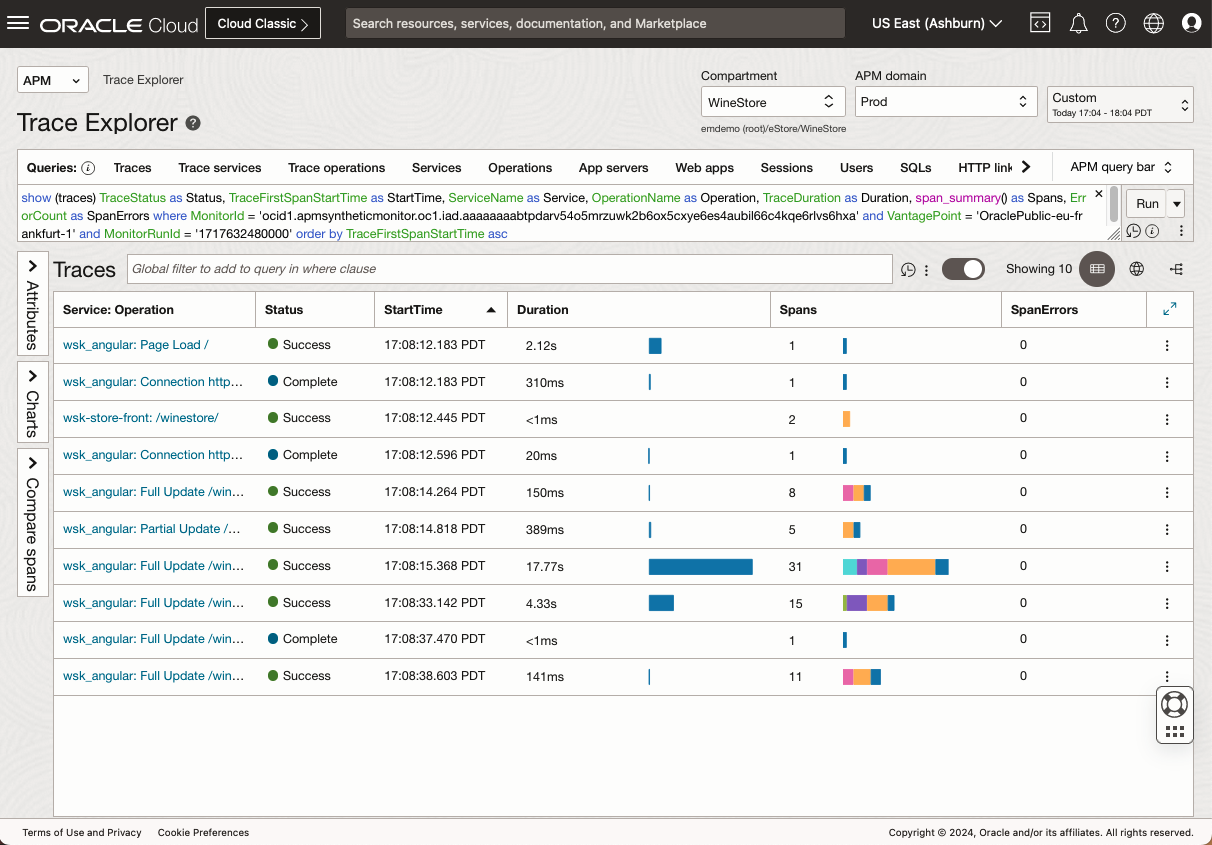 ORACLE Cloud
Cloud Classic
Search resources, services, documentation, and Marketplace
US East (Ashburn)
APM
Trace Explorer
Compartment
APM domain
WineStore
Prod
Custom
Today 17:04 - 18:04 PDT
emdemo (root)/eStore/WineStore
Trace Explorer
Queries: Traces Trace services Trace operations Services Operations App servers Web apps Sessions Users SQLs HTTP link APM query bar
show (traces) TraceStatus as Status, TraceFirstSpanStartTime as StartTime, ServiceName as Service, OperationName as Operation, TraceDuration as Duration, span_summary() as Spans, Err
orCount as SpanErrors where MonitorId = 'ocid1.apmsyntheticmonitor.oc1.iad.aaaaaaaabtpdarv54o5mrzuwk2b6ox5cxye6es4aubil66c4kqe6rlvs6hxa' and VantagePoint = 'OraclePublic-eu-fr
ankfurt-1' and MonitorRunId = '1717632480000' order by TraceFirstSpanStartTime asc
Run
Attributes
Charts
Compare spans
Traces
Global filter to add to query in where clause
Showing 10
Service: Operation Status StartTime Duration Spans SpanErrors
wsk_angular: Page Load / Success 17:08:12.183 PDT 2.12s 1 0
wsk_angular: Connection http... Complete 17:08:12.183 PDT 310ms 1 0
wsk-store-front: /winestore/ Success 17:08:12.445 PDT <1ms 2 0
wsk_angular: Connection http... Complete 17:08:12.596 PDT 20ms 1 0
wsk_angular: Full Update /win... Success 17:08:14.264 PDT 150ms 8 0
wsk_angular: Partial Update /... Success 17:08:14.818 PDT 389ms 5 0
wsk_angular: Full Update /win... Success 17:08:15.368 PDT 17.77s 31 0
wsk_angular: Full Update /win... Success 17:08:33.142 PDT 4.33s 15 0
wsk_angular: Full Update /win... Complete 17:08:37.470 PDT <1ms 1 0
wsk_angular: Full Update /win... Success 17:08:38.603 PDT 141ms 11 0
Terms of Use and Privacy Cookie Preferences
Copyright © 2024, Oracle and/or its affiliates. All rights reserved.